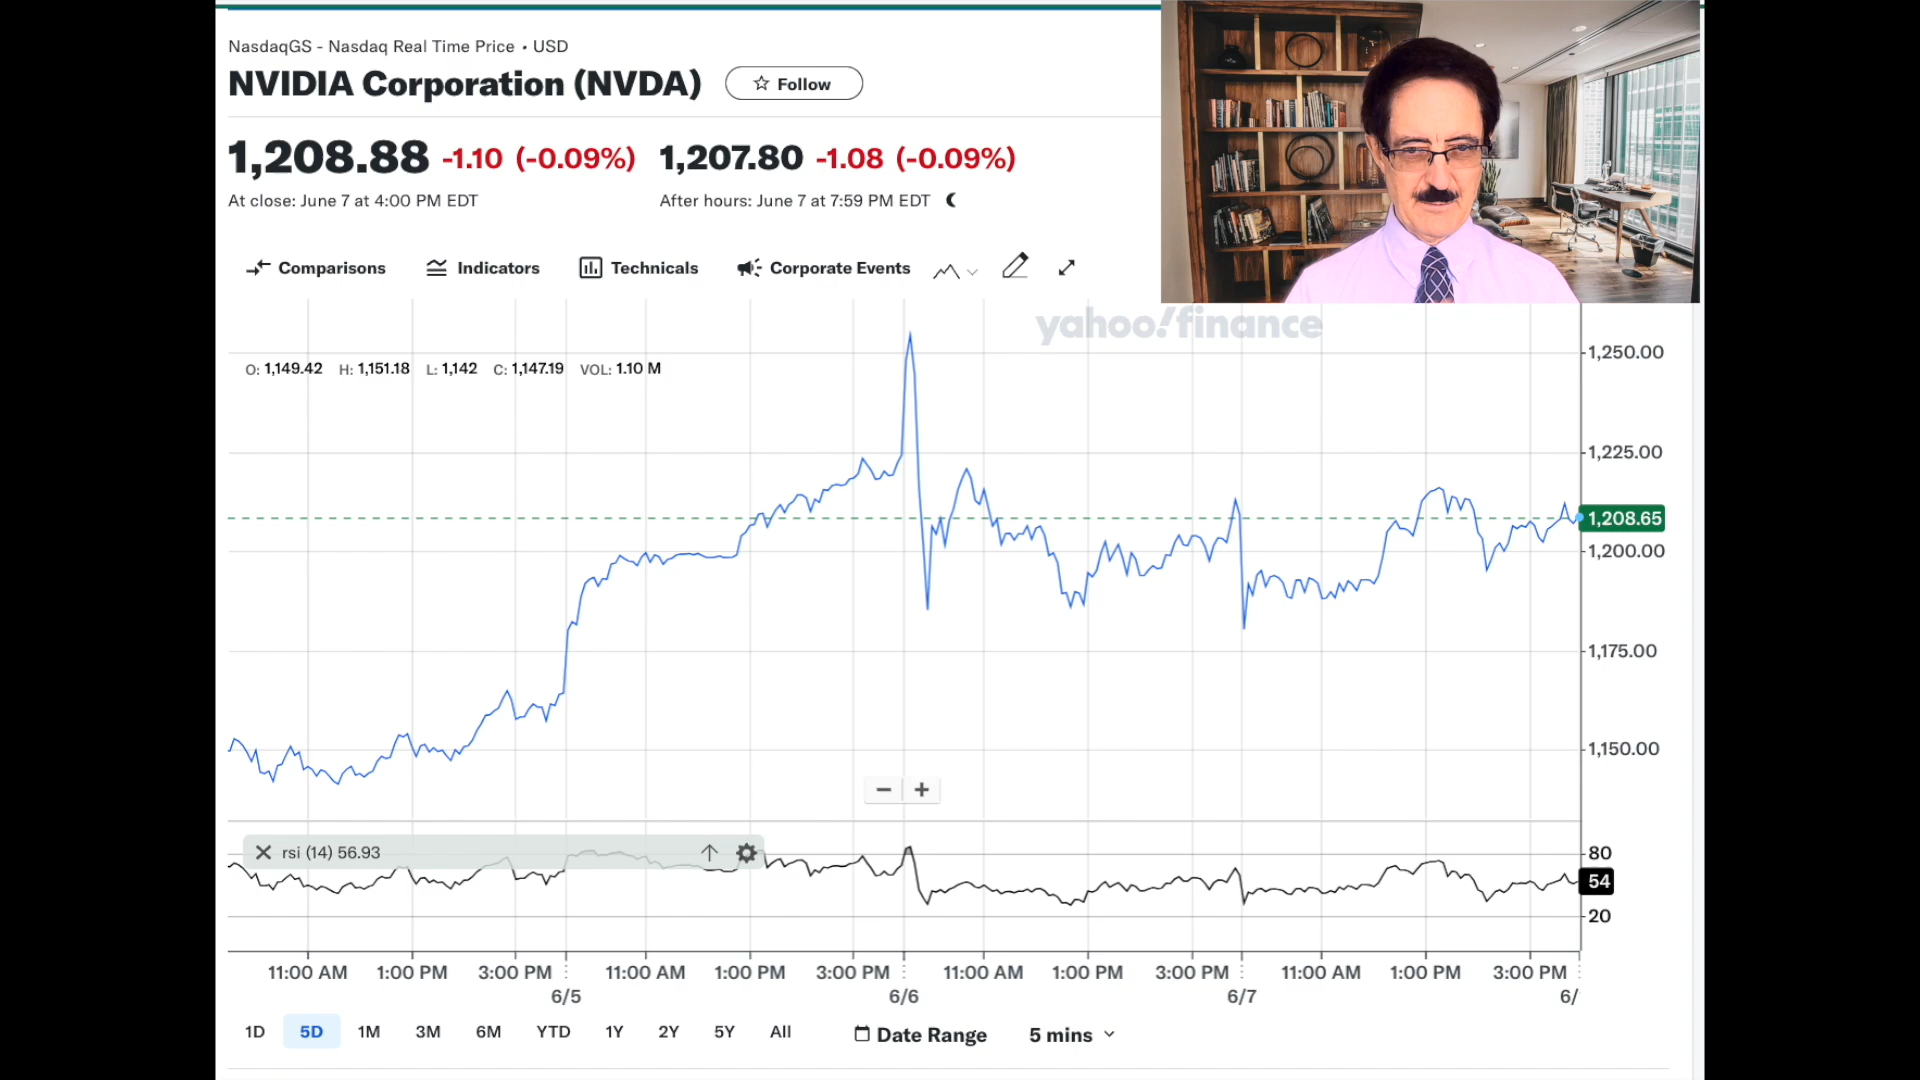 NasdaqGS - Nasdaq Real Time Price • USD
NVIDIA Corporation (NVDA) Follow
1,208.88 -1.10 (-0.09%) 1,207.80 -1.08 (-0.09%)
At close: June 7 at 4:00 PM EDT After hours: June 7 at 7:59 PM EDT
Comparisons Indicators Technicals Corporate Events
yahoo!finance
1,250.00
O: 1,149.42 H: 1,151.18 L: 1,142 C: 1,147.19 VOL: 1.10 M
1,225.00
1,208.65
1,200.00
1,175.00
1,150.00
− +
rsi (14) 56.93
80
54
20
11:00 AM 1:00 PM 3:00 PM 11:00 AM 1:00 PM 3:00 PM 11:00 AM 1:00 PM 3:00 PM 11:00 AM 1:00 PM 3:00 PM
6/5 6/6 6/7 6/
1D 5D 1M 3M 6M YTD 1Y 2Y 5Y All Date Range 5 mins